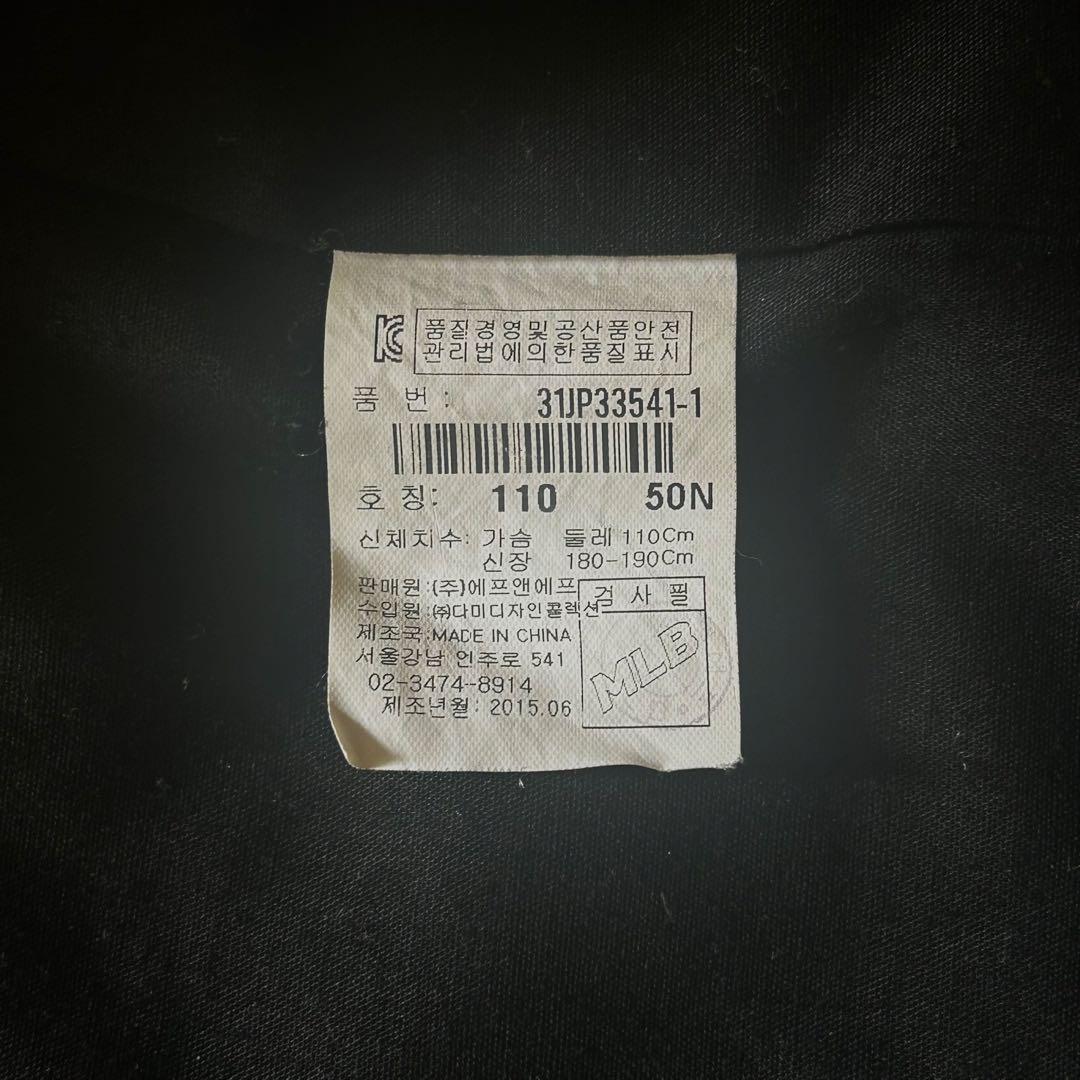 품질경영및공산품안전
관리법에의한품질표시
품 번 : 31JP33541-1
호 칭: 110 50N
신체치수: 가슴 둘레 110Cm
신장 180-190Cm
판매원:(주)에프앤에프
수입원:㈜다미디자인콜렉션
제조국:MADE IN CHINA
서울강남 언주로 541
02-3474-8914
제조년월: 2015.06
검 사 필
MLB